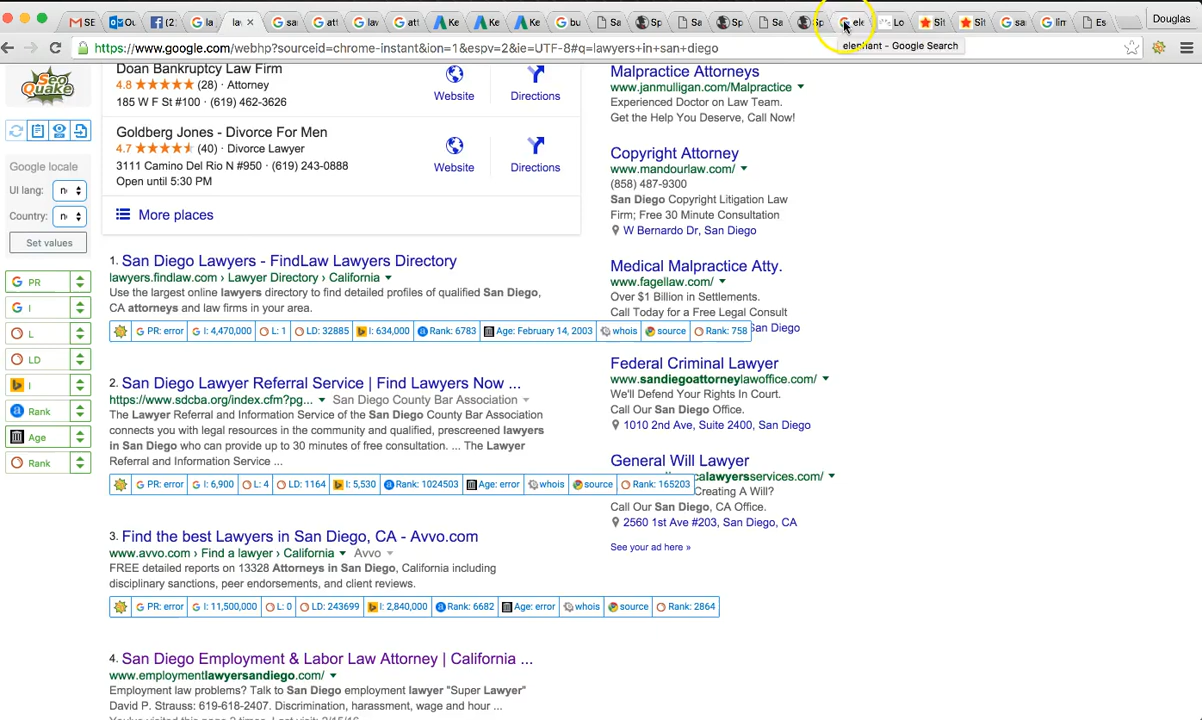 SE
Ou
(2
la
law
sa
att
law
att
Ke
Ke
Ke
bu
Sa
Sp
Sa
Sp
Sa
Sp
ele
Lo
Sit
Sit
sa
lim
Es
Douglas
https://www.google.com/webhp?sourceid=chrome-instant&ion=1&espv=2&ie=UTF-8#q=lawyers+in+san+diego
elephant - Google Search
Seo
Quake
Google locale
UI lang: n
Country: n
Set values
PR
I
L
LD
I
Rank
Age
Rank
Doan Bankruptcy Law Firm
4.8 (28) · Attorney
185 W F St #100 · (619) 462-3626
Website
Directions
Goldberg Jones - Divorce For Men
4.7 (40) · Divorce Lawyer
3111 Camino Del Rio N #950 · (619) 243-0888
Open until 5:30 PM
Website
Directions
More places
1. San Diego Lawyers - FindLaw Lawyers Directory
lawyers.findlaw.com › Lawyer Directory › California
Use the largest online lawyers directory to find detailed profiles of qualified San Diego,
CA attorneys and law firms in your area.
PR: error I: 4,470,000 L: 1 LD: 32885 I: 634,000 Rank: 6783 Age: February 14, 2003 whois source Rank: 758
2. San Diego Lawyer Referral Service | Find Lawyers Now ...
https://www.sdcba.org/index.cfm?pg... San Diego County Bar Association
The Lawyer Referral and Information Service of the San Diego County Bar Association
connects you with legal resources in the community and qualified, prescreened lawyers
in San Diego who can provide up to 30 minutes of free consultation. ... The Lawyer
Referral and Information Service ...
PR: error I: 6,900 L: 4 LD: 1164 I: 5,530 Rank: 1024503 Age: error whois source Rank: 165203
3. Find the best Lawyers in San Diego, CA - Avvo.com
www.avvo.com › Find a lawyer › California Avvo
FREE detailed reports on 13328 Attorneys in San Diego, California including
disciplinary sanctions, peer endorsements, and client reviews.
PR: error I: 11,500,000 L: 0 LD: 243699 I: 2,840,000 Rank: 6682 Age: error whois source Rank: 2864
4. San Diego Employment & Labor Law Attorney | California ...
www.employmentlawyersandiego.com/
Employment law problems? Talk to San Diego employment lawyer "Super Lawyer"
David P. Strauss: 619-618-2407. Discrimination, harassment, wage and hour ...
You've visited this page 2 times. Last visit: 2/15/16
Malpractice Attorneys
www.janmulligan.com/Malpractice
Experienced Doctor on Law Team.
Get the Help You Deserve, Call Now!
Copyright Attorney
www.mandourlaw.com/
(858) 487-9300
San Diego Copyright Litigation Law
Firm; Free 30 Minute Consultation
W Bernardo Dr, San Diego
Medical Malpractice Atty.
www.fagellaw.com/
Over $1 Billion in Settlements.
Call Today for a Free Legal Consult
San Diego
Federal Criminal Lawyer
www.sandiegoattorneylawoffice.com/
We'll Defend Your Rights In Court.
Call Our San Diego Office.
1010 2nd Ave, Suite 2400, San Diego
General Will Lawyer
calawyersservices.com/
Creating A Will?
Call Our San Diego, CA Office.
2560 1st Ave #203, San Diego, CA
See your ad here »